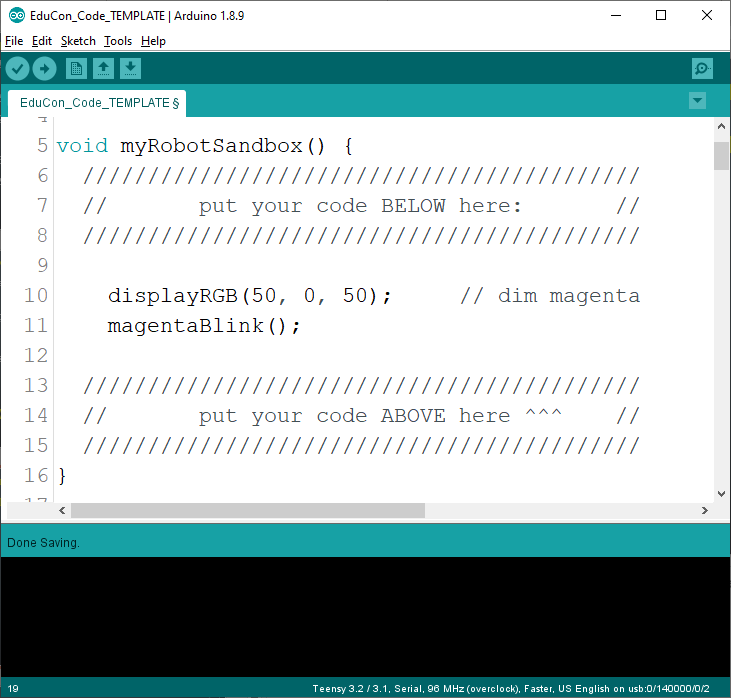 EduCon_Code_TEMPLATE | Arduino 1.8.9
File Edit Sketch Tools Help
EduCon_Code_TEMPLATE §
4
5 void myRobotSandbox() {
6 ///////////////////////////////////////////
7 // put your code BELOW here: //
8 ///////////////////////////////////////////
9
10 displayRGB(50, 0, 50); // dim magenta
11 magentaBlink();
12
13 ///////////////////////////////////////////
14 // put your code ABOVE here ^^^ //
15 ///////////////////////////////////////////
16 }
17
Done Saving.
19 Teensy 3.2 / 3.1, Serial, 96 MHz (overclock), Faster, US English on usb:0/140000/0/2